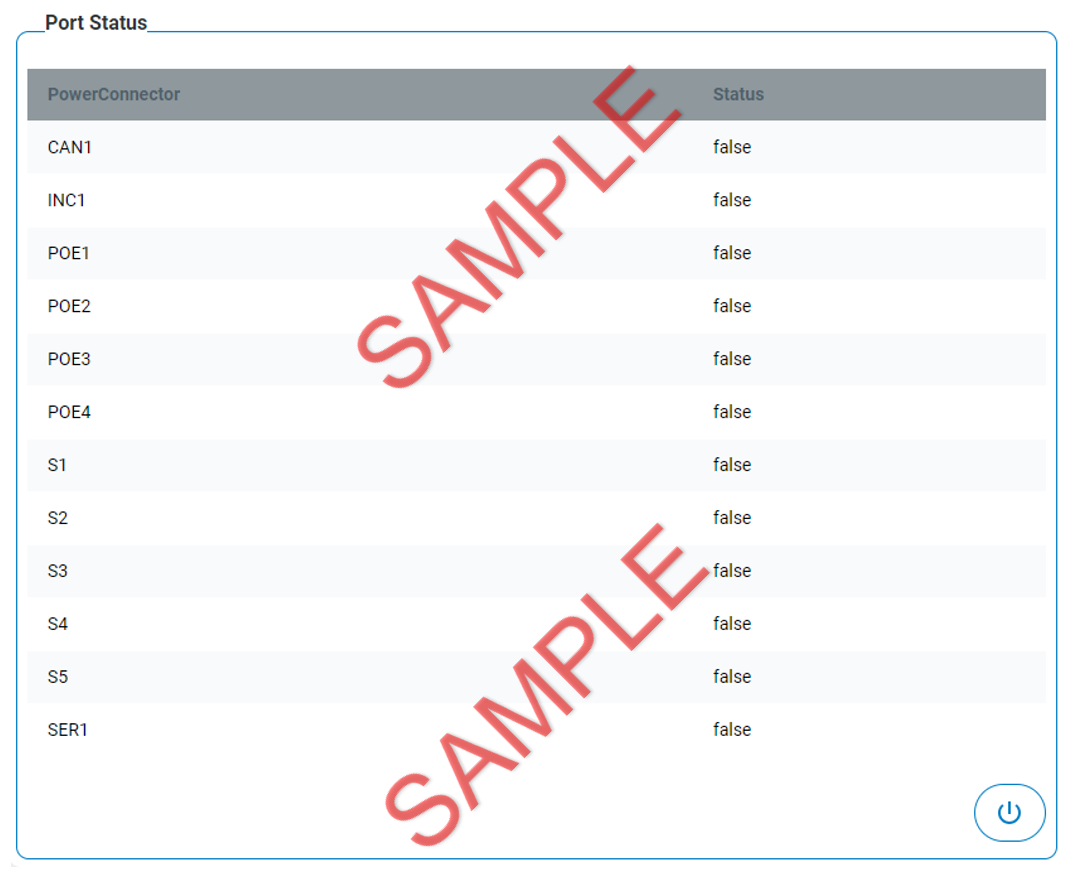 Port Status
PowerConnector Status
CAN1 false
INC1 false
POE1 false
POE2 false
POE3 false
POE4 false
S1 false
S2 false
S3 false
S4 false
S5 false
SER1 false
SAMPLE
SAMPLE